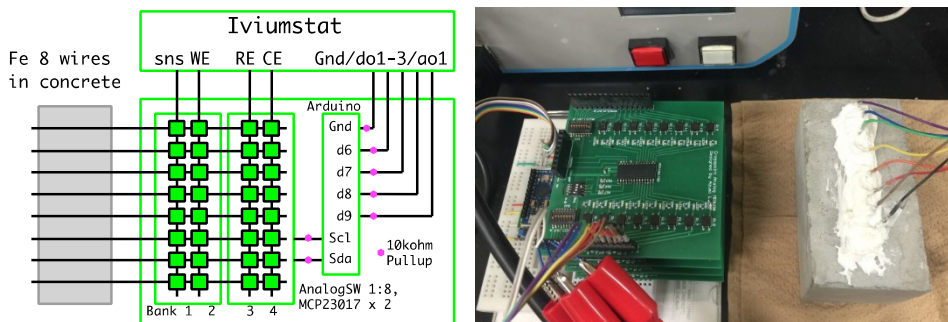 Iviumstat
Fe 8 wires
in concrete
sns WE RE CE Gnd/do1-3/ao1
Arduino
Gnd
d6
d7
d8
d9
Scl
Sda
10kohm
Pullup
AnalogSW 1:8,
MCP23017 x 2
Bank 1 2 3 4